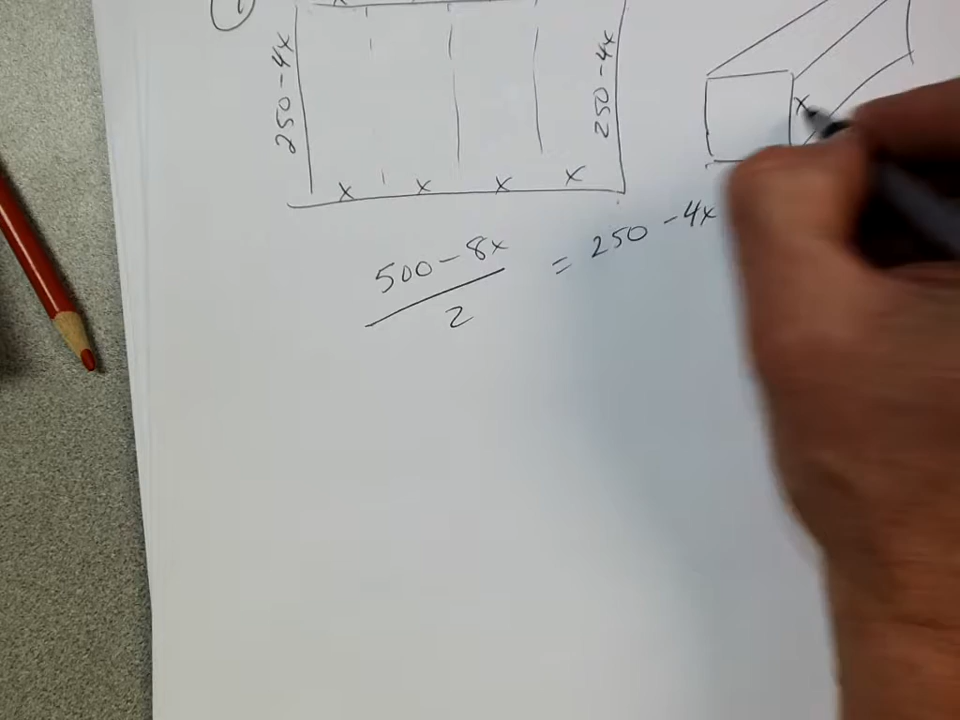 250-4x
250-4x
x
x x x x
500-8x / 2 = 250-4x